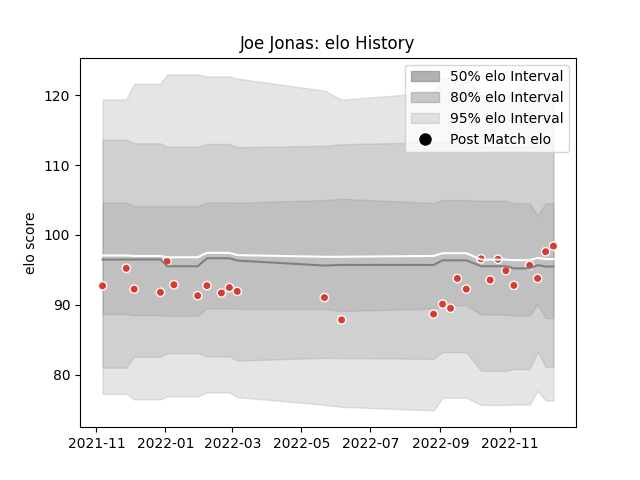 Joe Jonas: elo History
50% elo Interval
80% elo Interval
95% elo Interval
Post Match elo
elo score
120
110
100
90
80
2021-11 2022-01 2022-03 2022-05 2022-07 2022-09 2022-11